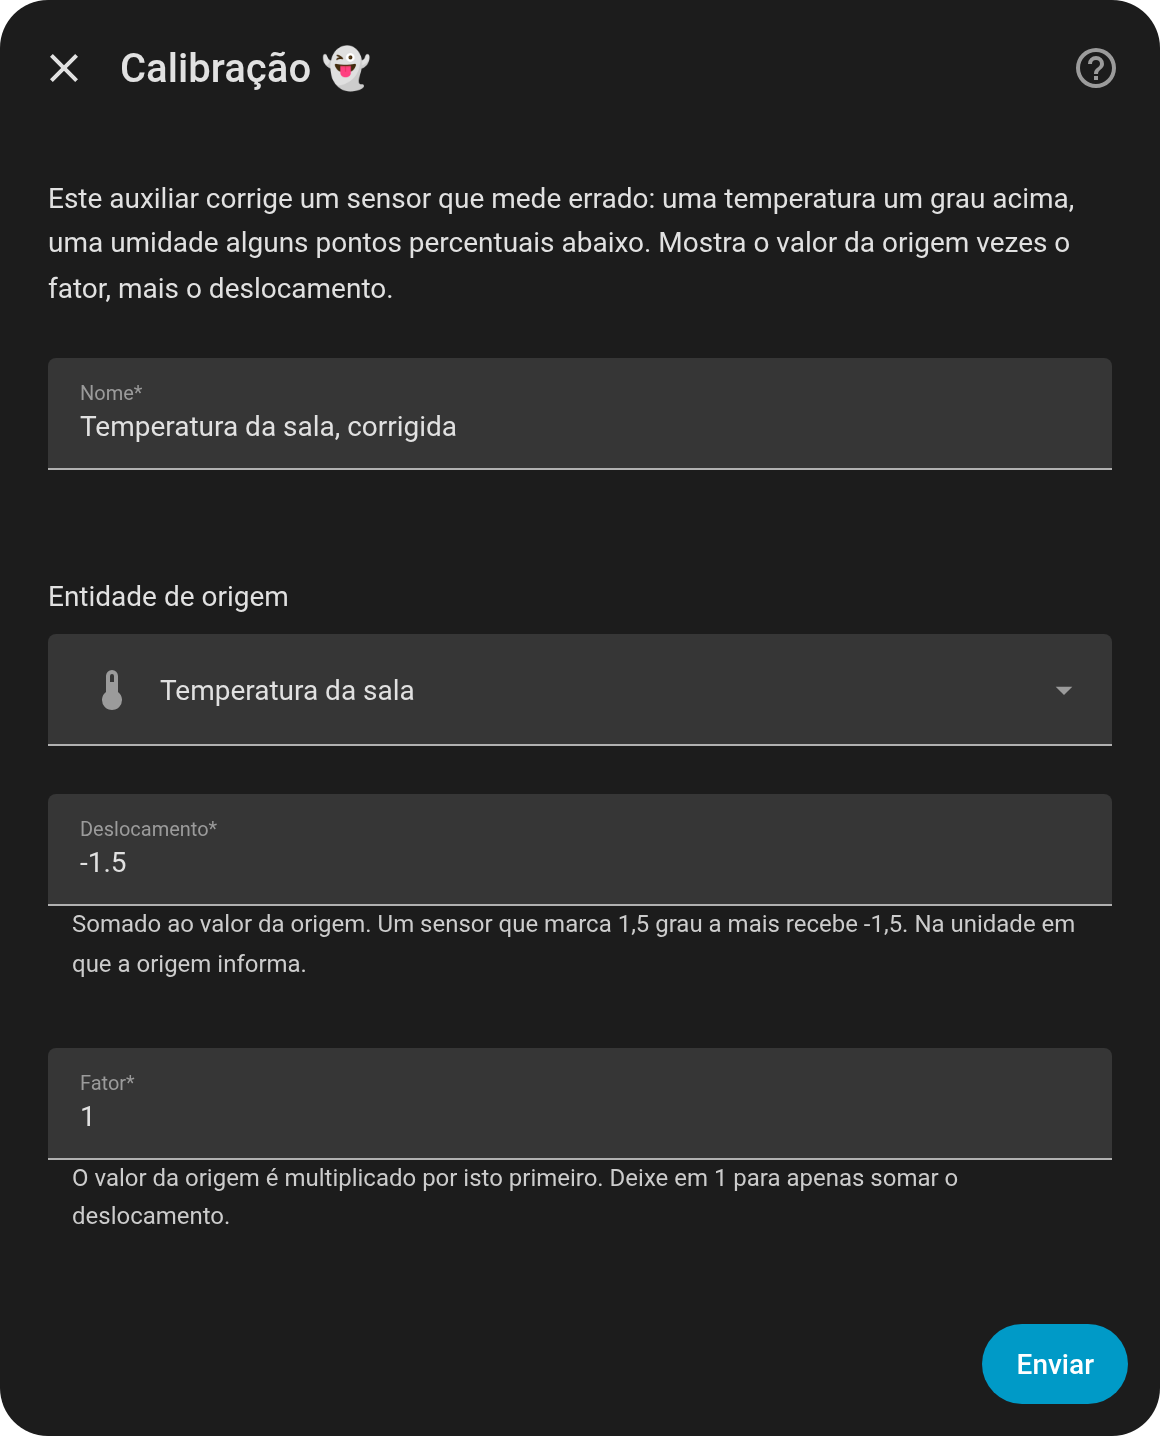 Calibração 👻
Este auxiliar corrige um sensor que mede errado: uma temperatura um grau acima,
uma umidade alguns pontos percentuais abaixo. Mostra o valor da origem vezes o
fator, mais o deslocamento.
Nome*
Temperatura da sala, corrigida
Entidade de origem
Temperatura da sala
Deslocamento*
-1.5
Somado ao valor da origem. Um sensor que marca 1,5 grau a mais recebe -1,5. Na unidade em
que a origem informa.
Fator*
1
O valor da origem é multiplicado por isto primeiro. Deixe em 1 para apenas somar o
deslocamento.
Enviar